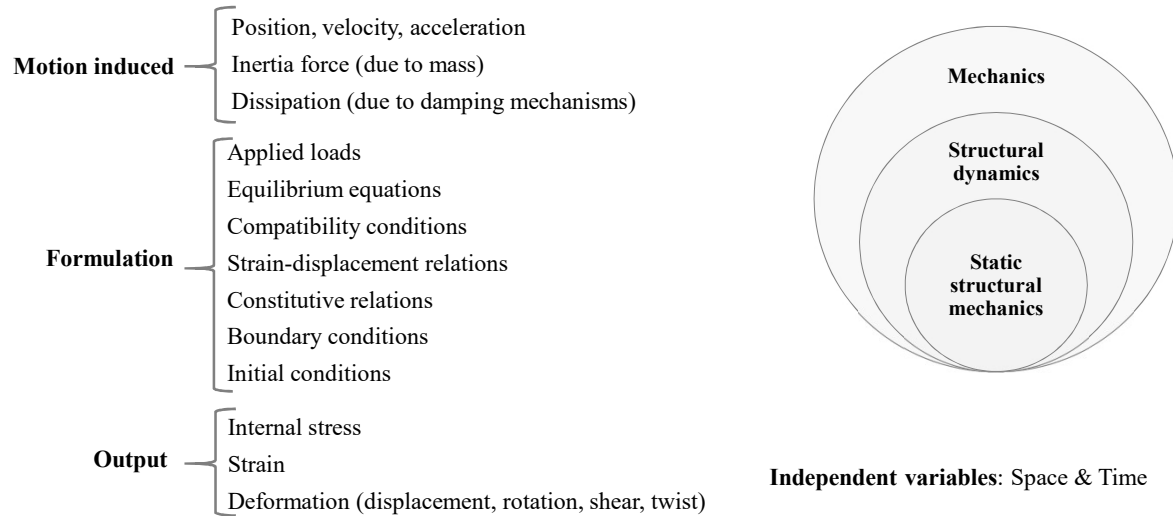 Motion induced
Position, velocity, acceleration
Inertia force (due to mass)
Dissipation (due to damping mechanisms)
Formulation
Applied loads
Equilibrium equations
Compatibility conditions
Strain-displacement relations
Constitutive relations
Boundary conditions
Initial conditions
Output
Internal stress
Strain
Deformation (displacement, rotation, shear, twist)
Mechanics
Structural
dynamics
Static
structural
mechanics
Independent variables: Space & Time